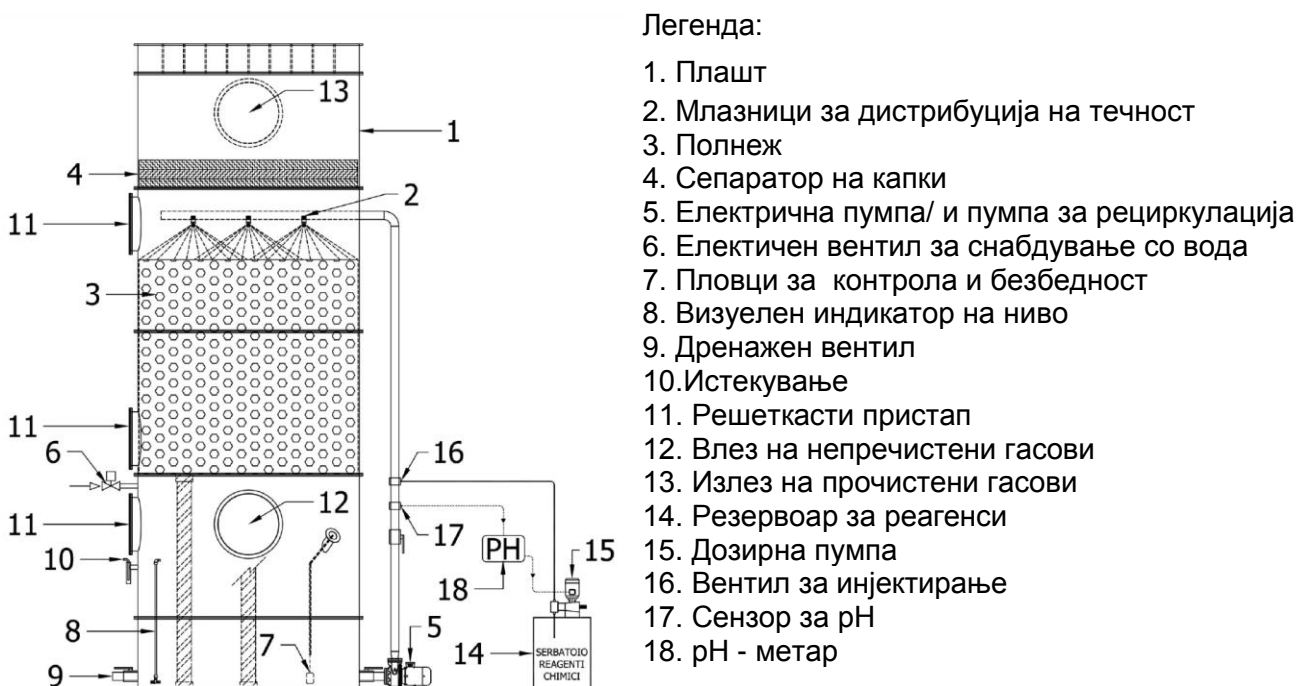 Легенда:
1. Плашт
2. Млазници за дистрибуција на течност
3. Полнеж
4. Сепаратор на капки
5. Електрична пумпа/ и пумпа за рециркулација
6. Електичен вентил за снабдување со вода
7. Пловци за  контрола и безбедност
8. Визуелен индикатор на ниво
9. Дренажен вентил
10.Истекување
11. Решеткасти пристап
12. Влез на непречистени гасови
13. Излез на прочистени гасови
14. Резервоар за реагенси
15. Дозирна пумпа
16. Вентил за инјектирање
17. Сензор за pH
18. pH - метар
13
1
4
2
11
3
11
6
16
12
11
17
10
PH
15
18
8
7
5
14
9
SERBATOIO
REAGENTI
CHIMICI